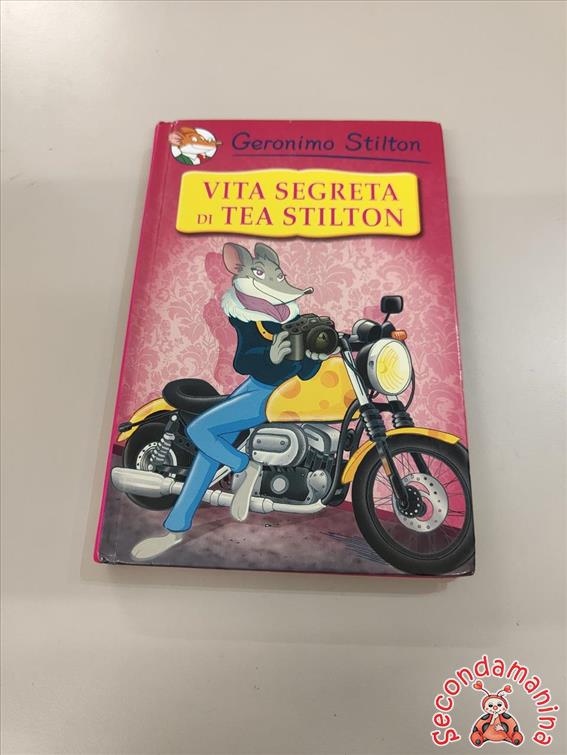 Geronimo Stilton
VITA SEGRETA
DI TEA STILTON
Secondamanina